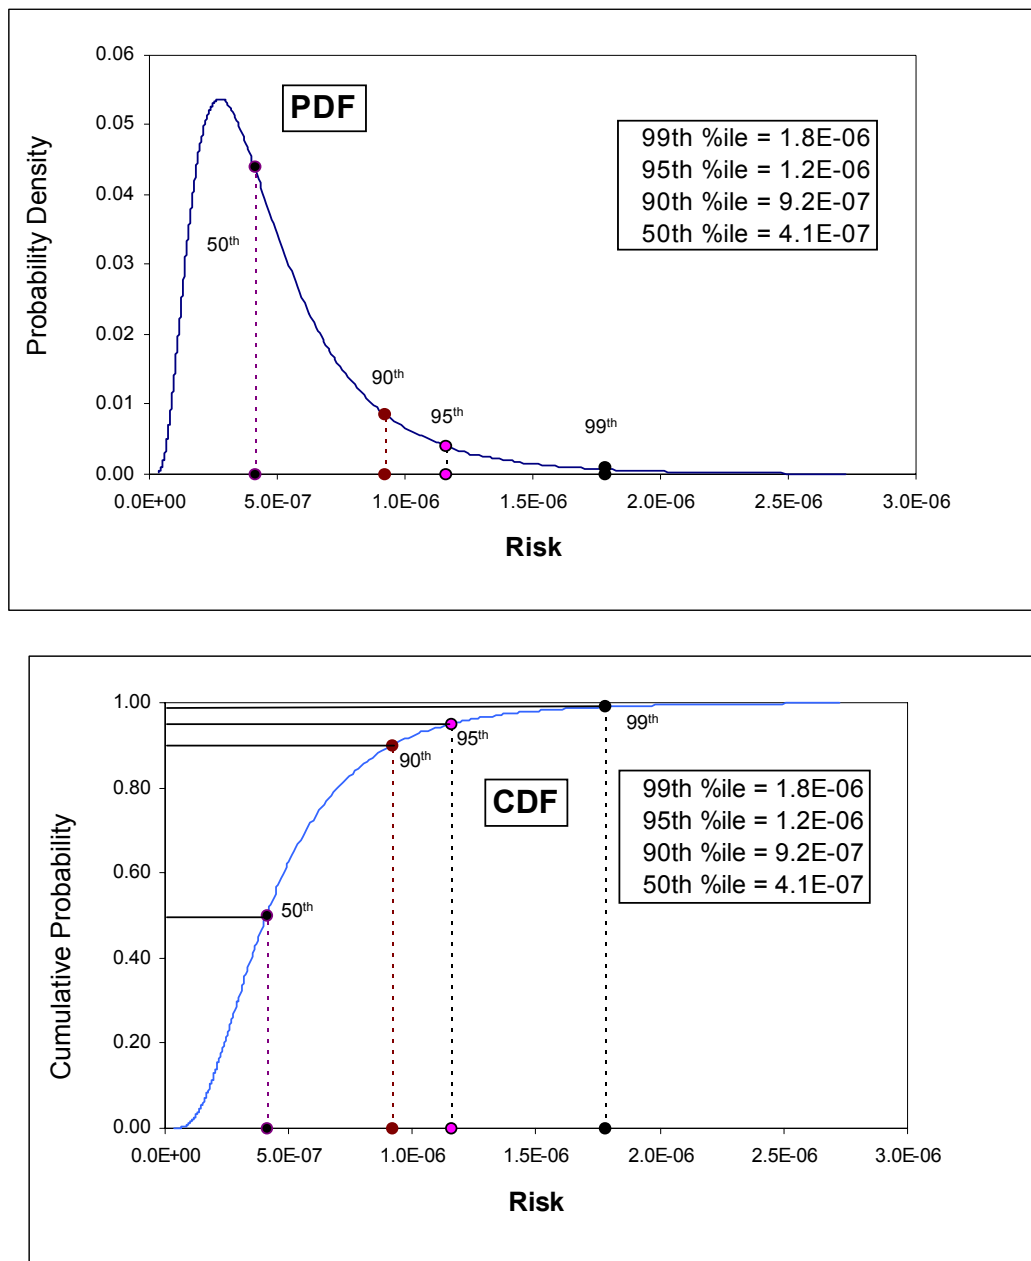 0.06
PDF
0.05
99th %ile = 1.8E-06
95th %ile = 1.2E-06
90th %ile = 9.2E-07
50th %ile = 4.1E-07
0.04
Probability Density
50th
0.03
0.02
90th
0.01
95th
99th
0.00
0.0E+00 5.0E-07 1.0E-06 1.5E-06 2.0E-06 2.5E-06 3.0E-06
Risk
1.00
99th
95th
90th
0.80
CDF
99th %ile = 1.8E-06
95th %ile = 1.2E-06
90th %ile = 9.2E-07
50th %ile = 4.1E-07
Cumulative Probability
0.60
50th
0.40
0.20
0.00
0.0E+00 5.0E-07 1.0E-06 1.5E-06 2.0E-06 2.5E-06 3.0E-06
Risk